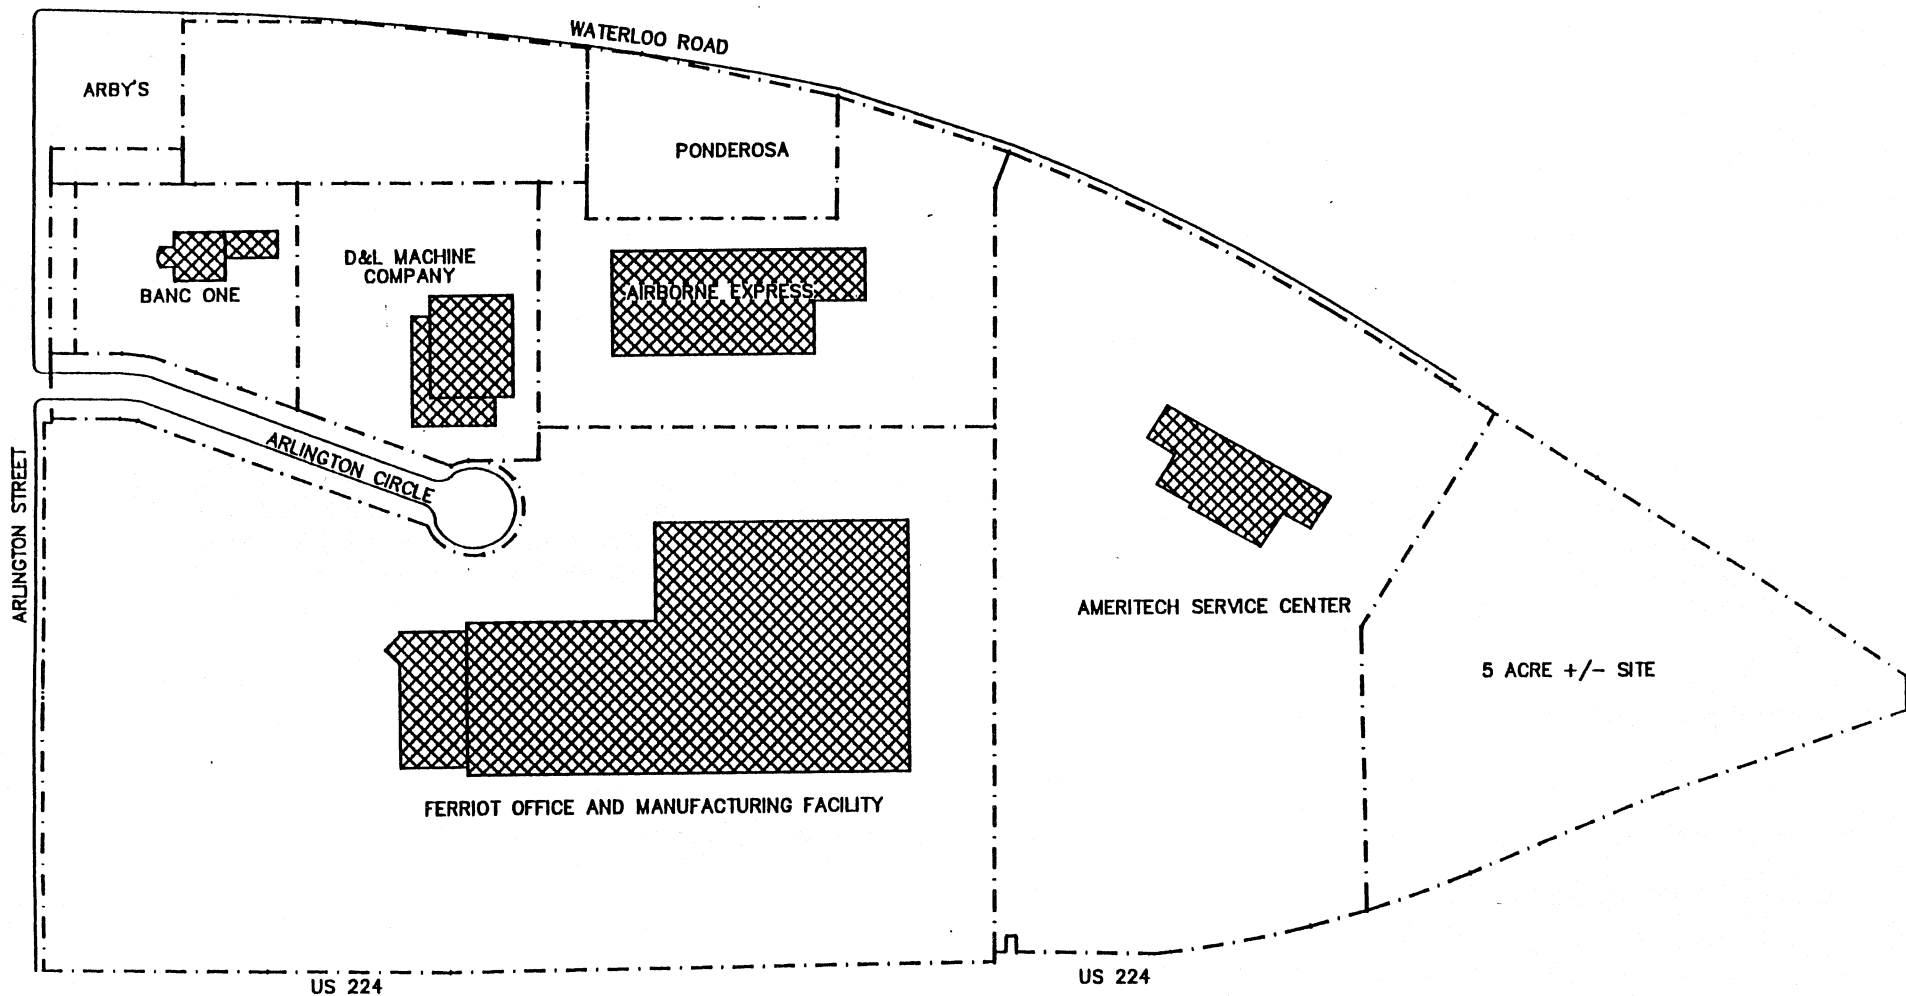 WATERLOO ROAD
ARBY'S
PONDEROSA
D&L MACHINE
COMPANY
BANC ONE
AIRBORNE EXPRESS
ARLINGTON CIRCLE
ARLINGTON STREET
AMERITECH SERVICE CENTER
5 ACRE +/- SITE
FERRIOT OFFICE AND MANUFACTURING FACILITY
US 224
US 224